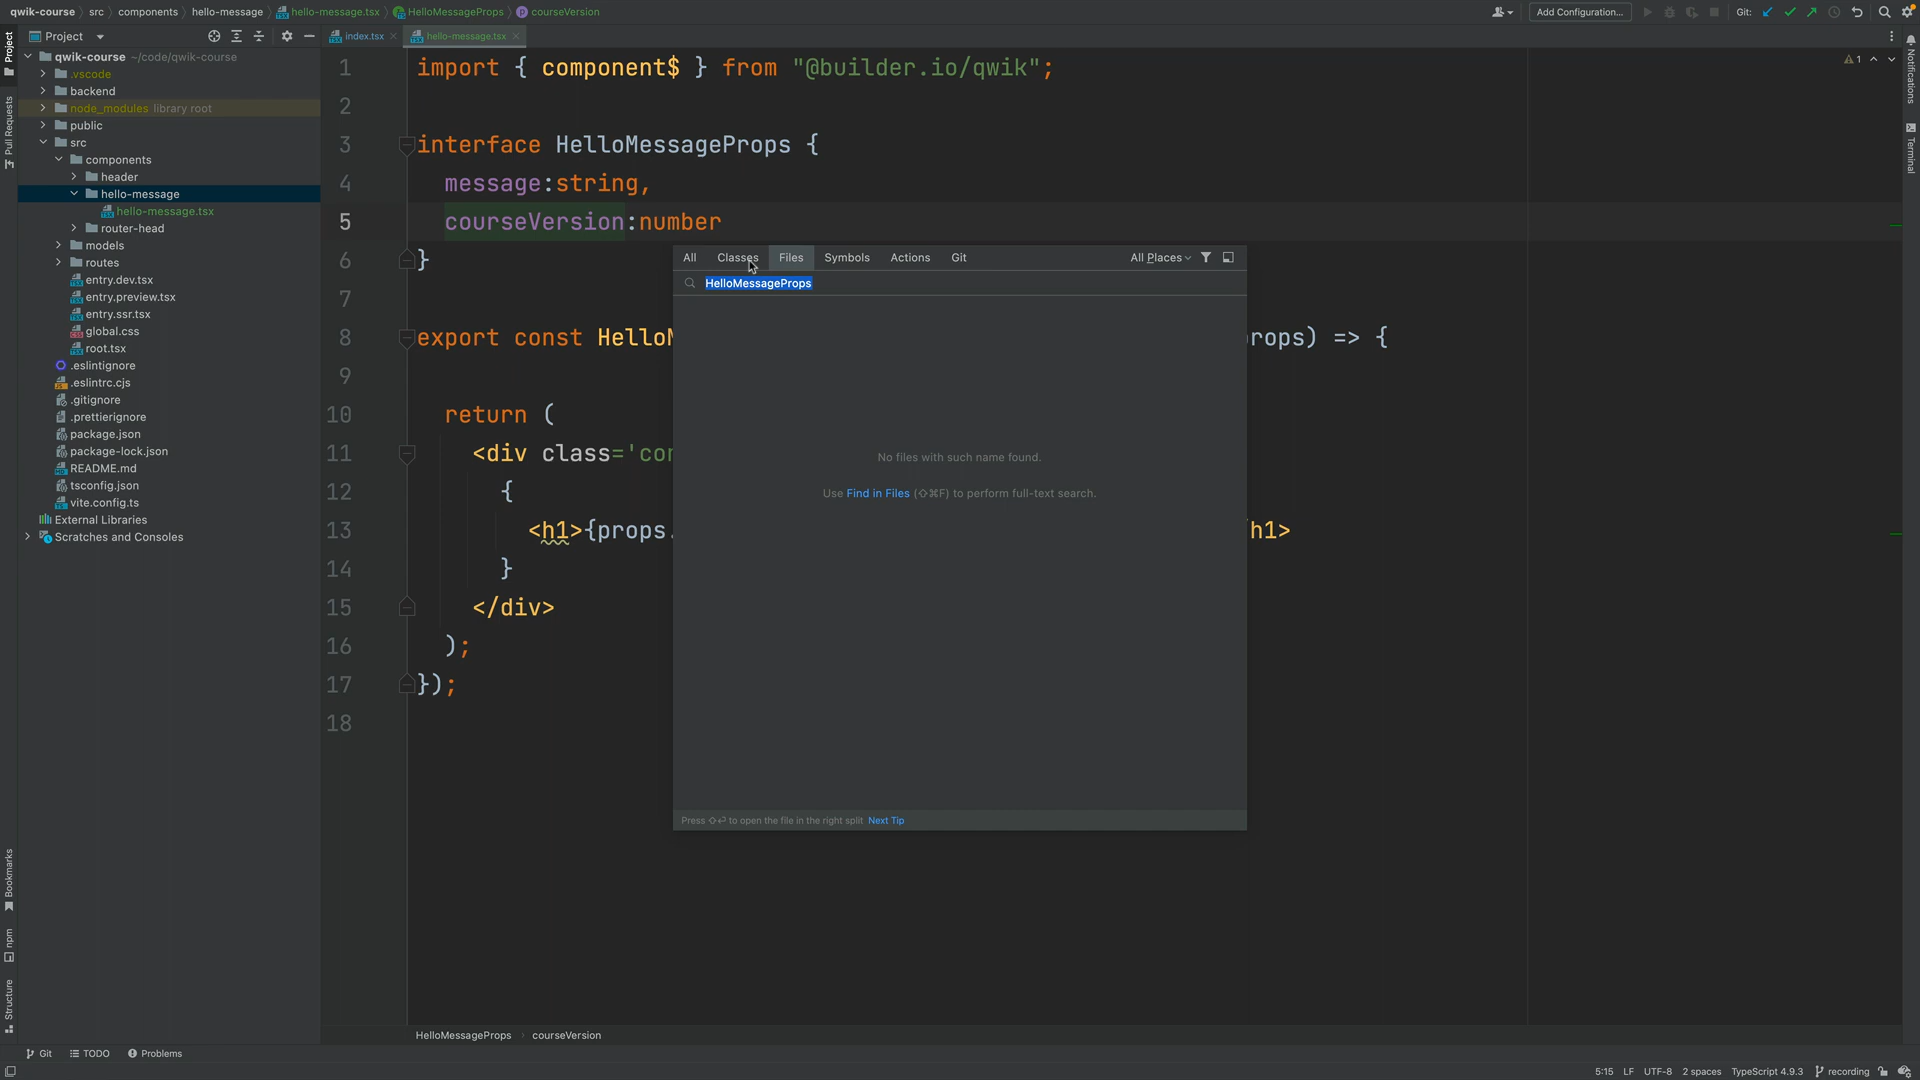 qwik-course src components hello-message hello-message.tsx HelloMessageProps courseVersion
Add Configuration...
Git:
Project
index.tsx
hello-message.tsx
Project
Pull Requests
Bookmarks
npm
Structure
qwik-course ~/code/qwik-course
.vscode
backend
node_modules library root
public
src
components
header
hello-message
hello-message.tsx
router-head
models
routes
entry.dev.tsx
entry.preview.tsx
entry.ssr.tsx
global.css
root.tsx
.eslintignore
.eslintrc.cjs
.gitignore
.prettierignore
package.json
package-lock.json
README.md
tsconfig.json
vite.config.ts
External Libraries
Scratches and Consoles
1 import { component$ } from "@builder.io/qwik";
2
3 interface HelloMessageProps {
4 message:string,
5 courseVersion:number
6 }
7
8 export const HelloM rops) => {
9
10 return (
11 <div class='con
12 {
13 <h1>{props. h1>
14 }
15 </div>
16 );
17 });
18
1
All Classes Files Symbols Actions Git All Places
HelloMessageProps
No files with such name found.
Use Find in Files (⇧⌘F) to perform full-text search.
Press ⇧⏎ to open the file in the right split Next Tip
Notifications
Terminal
HelloMessageProps courseVersion
Git TODO Problems
5:15 LF UTF-8 2 spaces TypeScript 4.9.3 recording